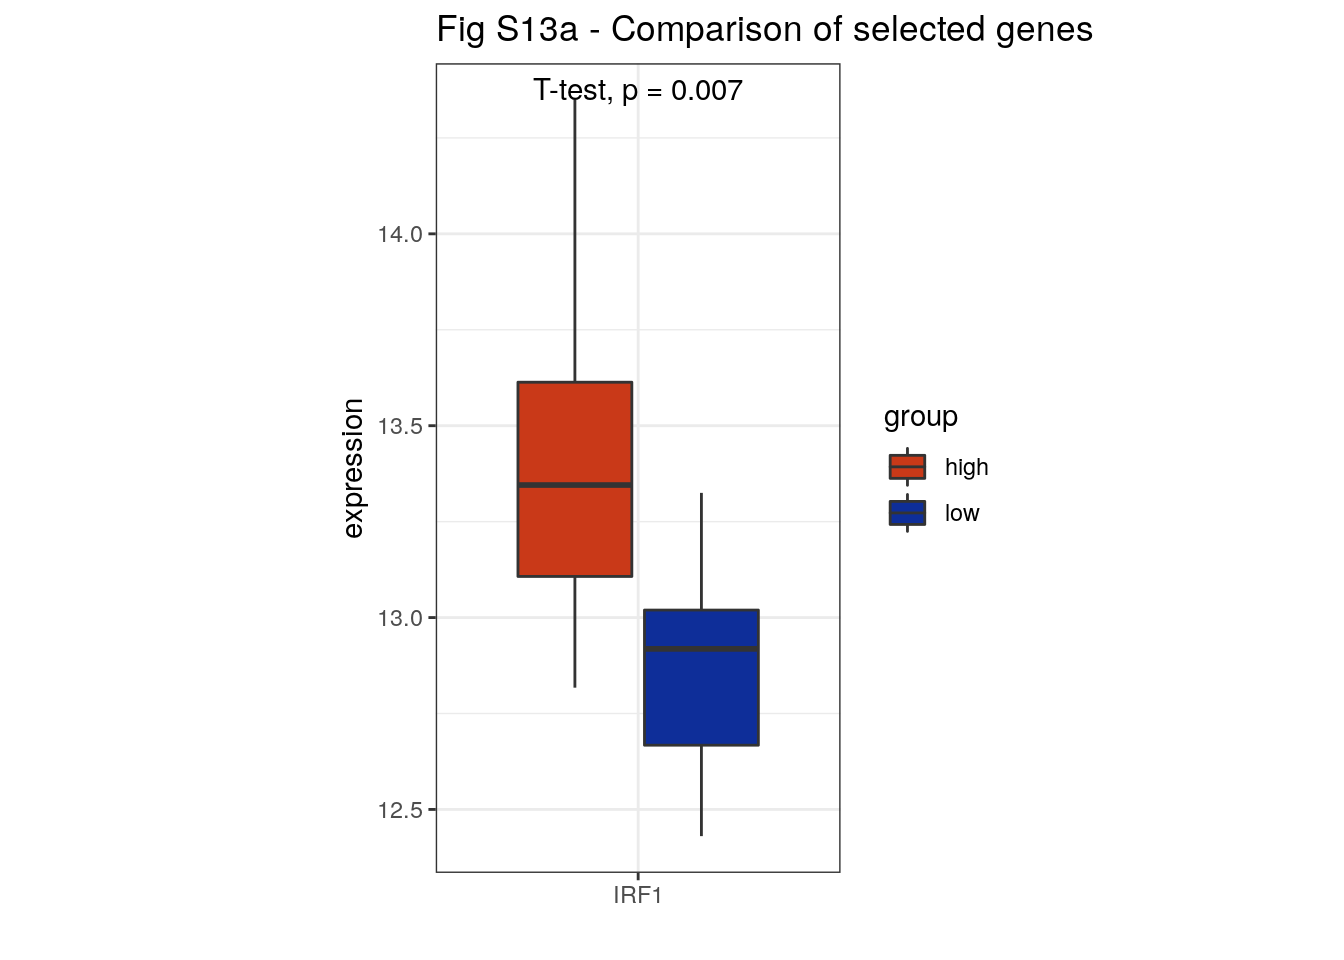 Fig S13a - Comparison of selected genes
T-test, p = 0.007
14.0
13.5
13.0
12.5
expression
IRF1
group
high
low